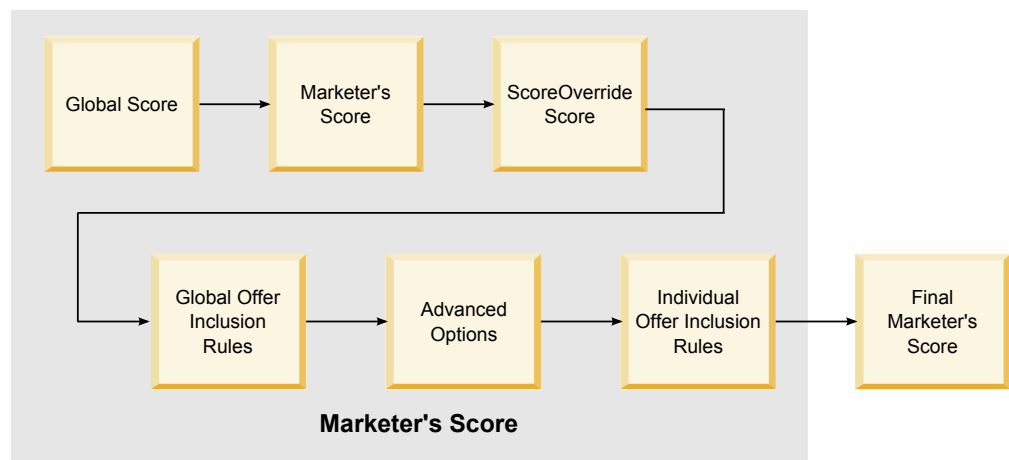 Global Score
Marketer's
Score
ScoreOverride
Score
Global Offer
Inclusion
Rules
Advanced
Options
Individual
Offer Inclusion
Rules
Final
Marketer's
Score
Marketer's Score